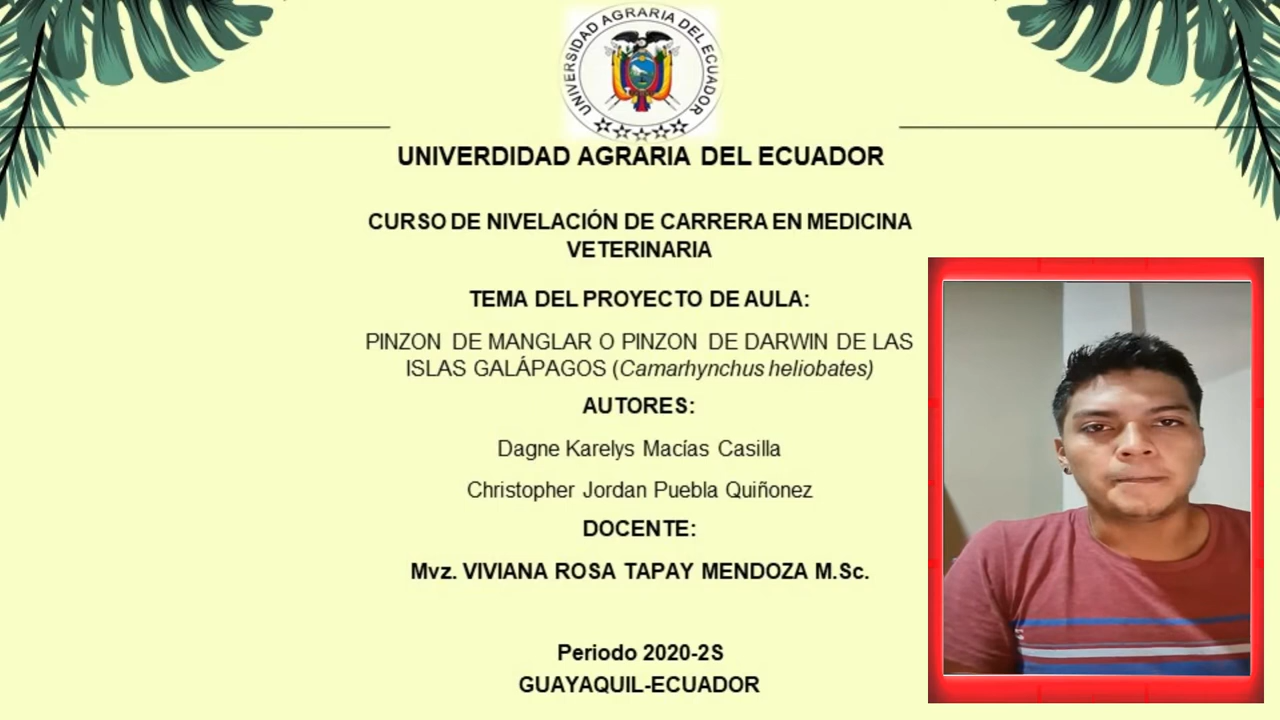 UNIVERSIDAD AGRARIA DEL ECUADOR
UNIVERDIDAD AGRARIA DEL ECUADOR
CURSO DE NIVELACIÓN DE CARRERA EN MEDICINA
VETERINARIA
TEMA DEL PROYECTO DE AULA:
PINZON DE MANGLAR O PINZON DE DARWIN DE LAS
ISLAS GALÁPAGOS (Camarhynchus heliobates)
AUTORES:
Dagne Karelys Macías Casilla
Christopher Jordan Puebla Quiñonez
DOCENTE:
Mvz. VIVIANA ROSA TAPAY MENDOZA M.Sc.
Periodo 2020-2S
GUAYAQUIL-ECUADOR